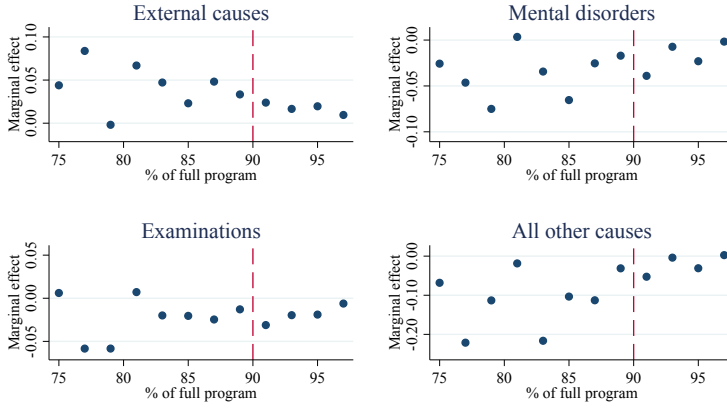 External causes
Marginal effect
0.10
0.05
0.00
75 80 85 90 95
% of full program
Mental disorders
Marginal effect
0.00
-0.05
-0.10
75 80 85 90 95
% of full program
Examinations
Marginal effect
0.05
0.00
-0.05
75 80 85 90 95
% of full program
All other causes
Marginal effect
0.00
-0.10
-0.20
75 80 85 90 95
% of full program